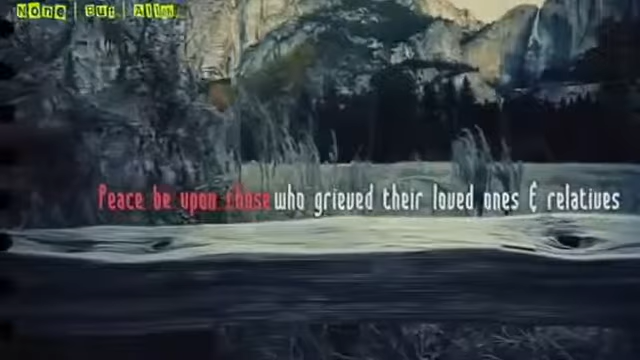 None But Allah
Peace be upon those who grieved their loved ones & relatives